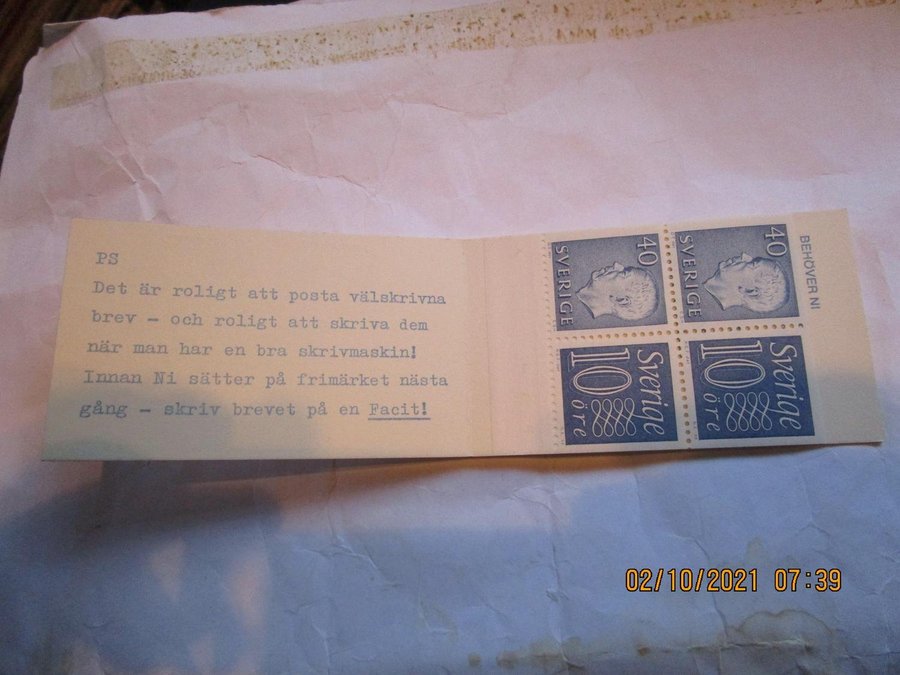 PS
Det är roligt att posta välskrivna
brev - och roligt att skriva dem
när man har en bra skrivmaskin!
Innan Ni sätter på frimärket nästa
gång - skriv brevet på en Facit!
40
SVERIGE
40
SVERIGE
Sverige
10
öre
Sverige
10
öre
BEHÖVER NI
02/10/2021 07:39